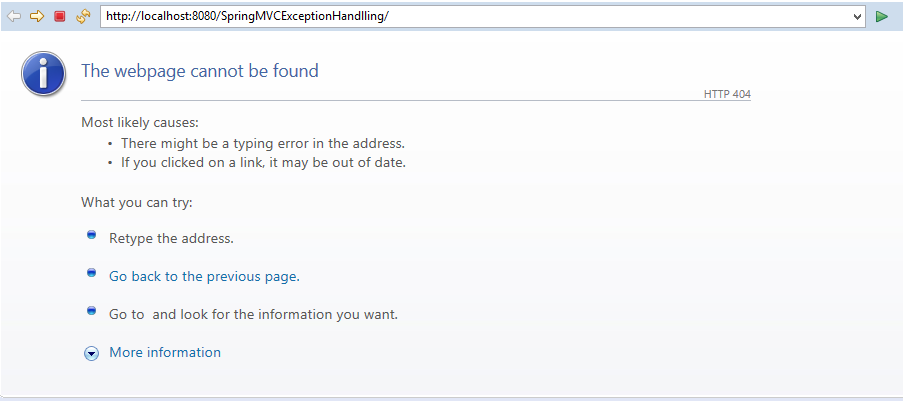 http://localhost:8080/SpringMVCExceptionHandlling/
The webpage cannot be found
HTTP 404
Most likely causes:
• There might be a typing error in the address.
• If you clicked on a link, it may be out of date.
What you can try:
Retype the address.
Go back to the previous page.
Go to  and look for the information you want.
More information